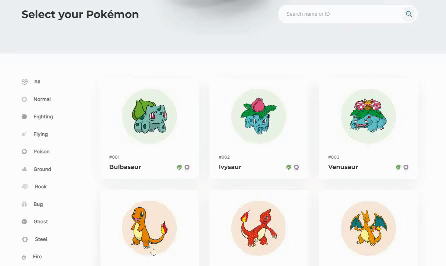 Select your Pokémon
Search name or ID
All
Normal
Fighting
Flying
Poison
Ground
Rock
Bug
Ghost
Steel
Fire
#001
Bulbasaur
#002
Ivysaur
#003
Venusaur